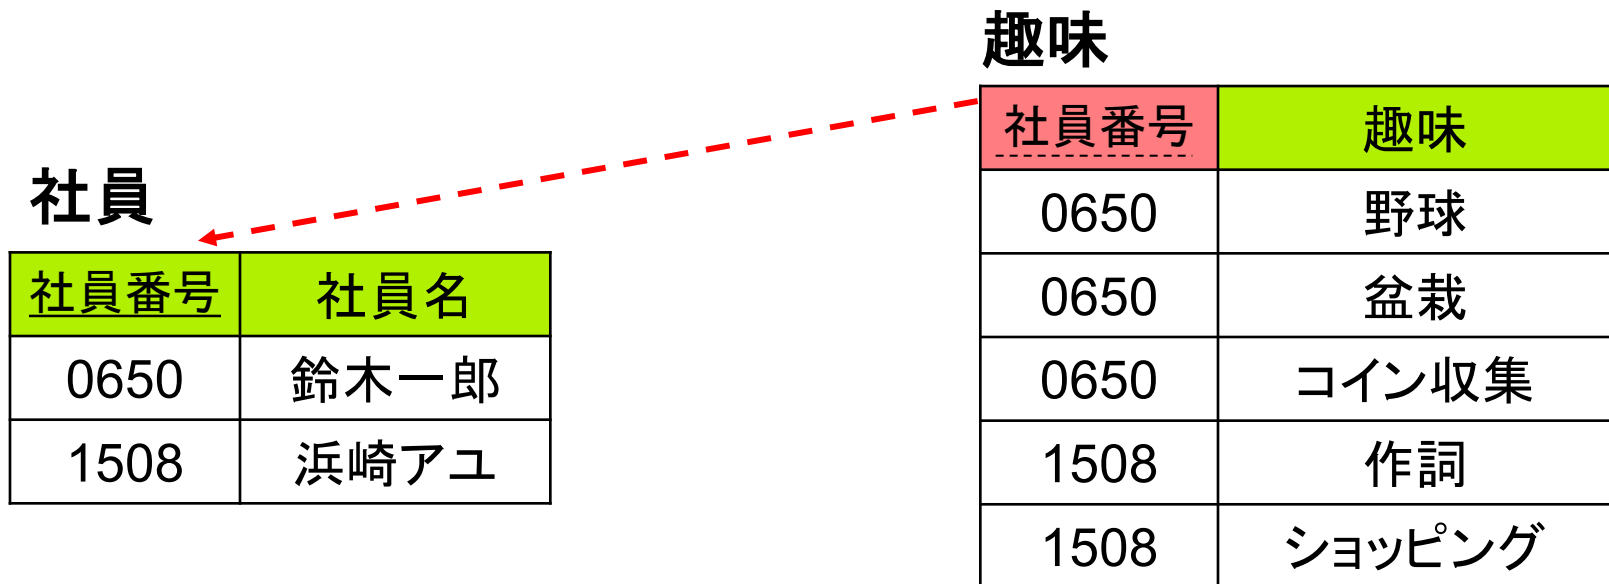 趣味
社員番号 趣味
0650 野球
0650 盆栽
0650 コイン収集
1508 作詞
1508 ショッピング
社員
社員番号 社員名
0650 鈴木一郎
1508 浜崎アユ